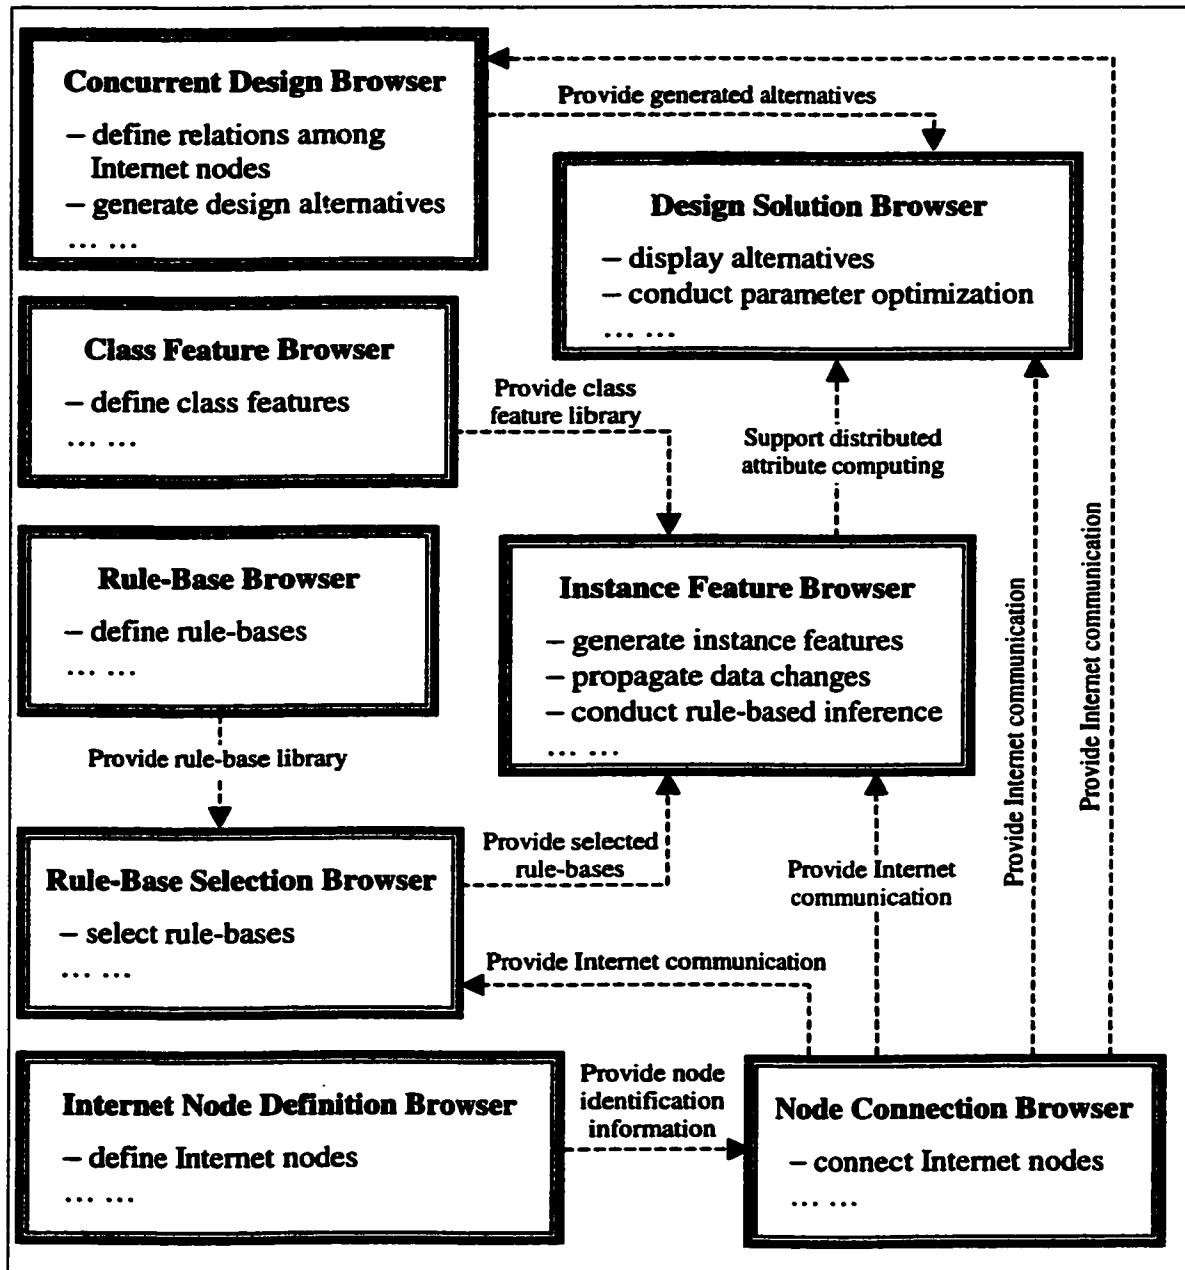 Concurrent Design Browser
– define relations among
Internet nodes
– generate design alternatives
... ...
Provide generated alternatives
Design Solution Browser
– display alternatives
– conduct parameter optimization
... ...
Class Feature Browser
– define class features
... ...
Provide class
feature library
Support distributed
attribute computing
Rule-Base Browser
– define rule-bases
... ...
Instance Feature Browser
– generate instance features
– propagate data changes
– conduct rule-based inference
... ...
Provide Internet communication
Provide Internet communication
Provide rule-base library
Rule-Base Selection Browser
– select rule-bases
... ...
Provide selected
rule-bases
Provide Internet
communication
Provide Internet communication
Internet Node Definition Browser
– define Internet nodes
... ...
Provide node
identification
information
Node Connection Browser
– connect Internet nodes
... ...